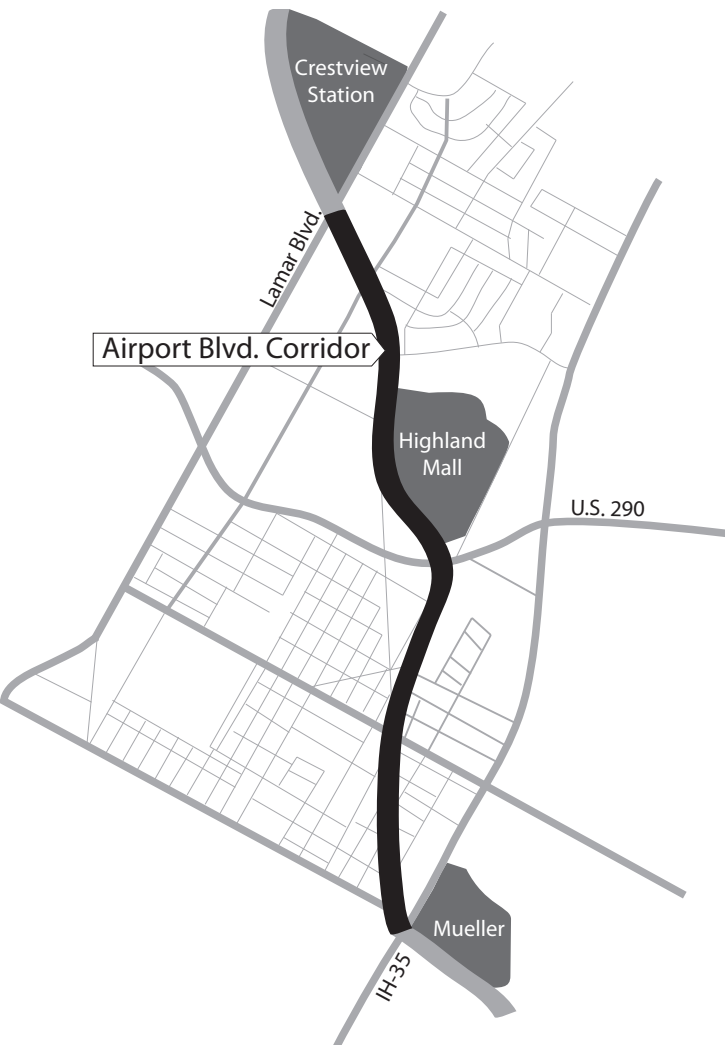 Crestview
Station
Lamar Blvd.
Airport Blvd. Corridor
Highland
Mall
U.S. 290
Mueller
IH-35